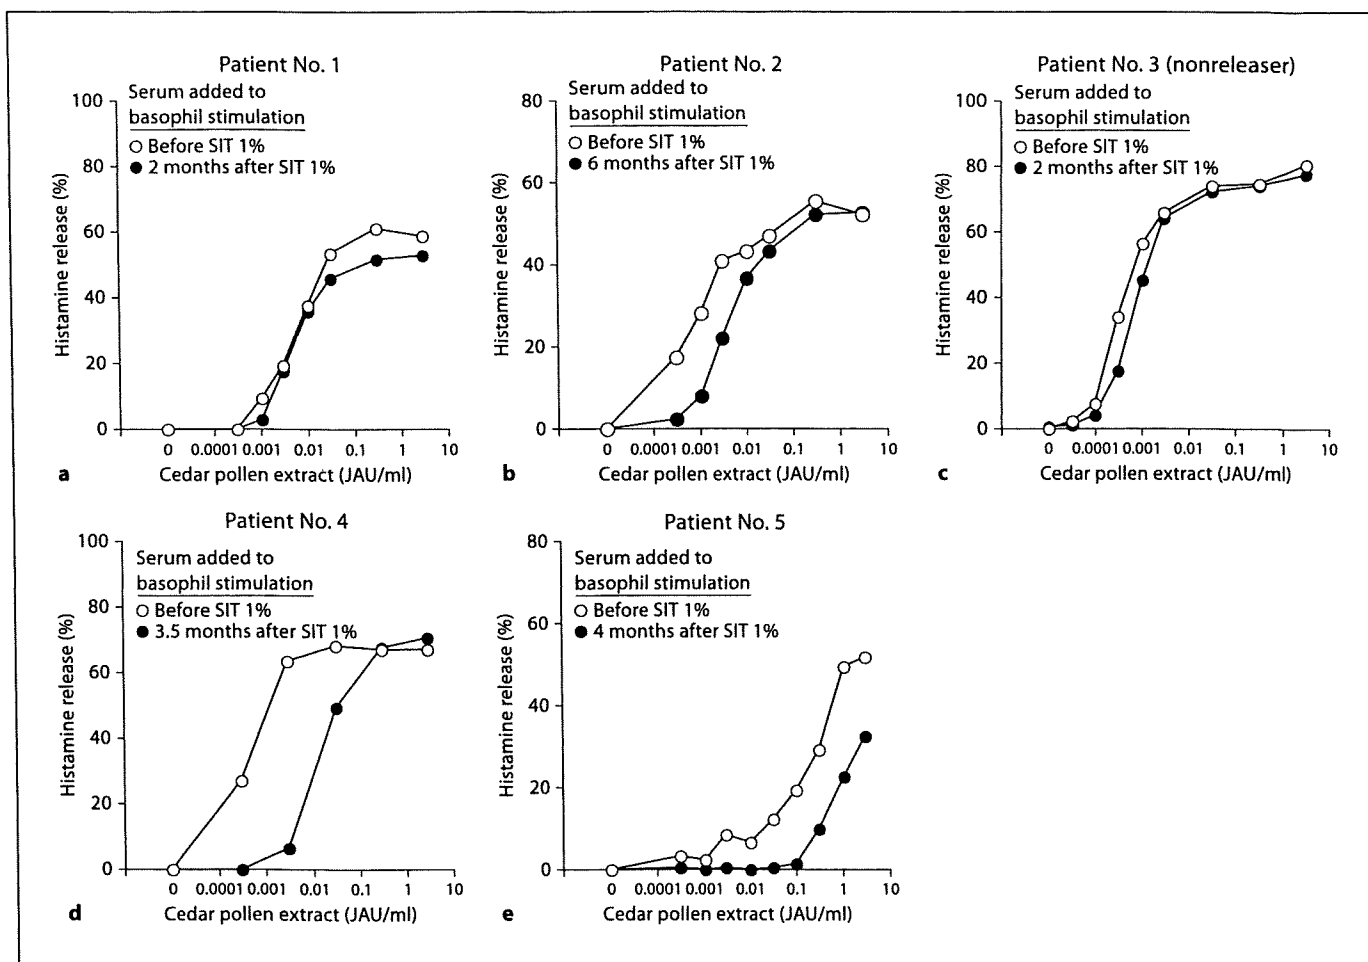 Patient No. 1
Serum added to
basophil stimulation
Before SIT 1%
2 months after SIT 1%
Histamine release (%)
100
80
60
40
20
0
0 0.0001 0.001 0.01 0.1 1 10
Cedar pollen extract (JAU/ml)
a
Patient No. 2
Serum added to
basophil stimulation
Before SIT 1%
6 months after SIT 1%
Histamine release (%)
80
60
40
20
0
0 0.0001 0.001 0.01 0.1 1 10
Cedar pollen extract (JAU/ml)
b
Patient No. 3 (nonreleaser)
Serum added to
basophil stimulation
Before SIT 1%
2 months after SIT 1%
Histamine release (%)
100
80
60
40
20
0
0 0.0001 0.001 0.01 0.1 1 10
Cedar pollen extract (JAU/ml)
c
Patient No. 4
Serum added to
basophil stimulation
Before SIT 1%
3.5 months after SIT 1%
Histamine release (%)
100
80
60
40
20
0
0 0.0001 0.001 0.01 0.1 1 10
Cedar pollen extract (JAU/ml)
d
Patient No. 5
Serum added to
basophil stimulation
Before SIT 1%
4 months after SIT 1%
Histamine release (%)
80
60
40
20
0
0 0.0001 0.001 0.01 0.1 1 10
Cedar pollen extract (JAU/ml)
e